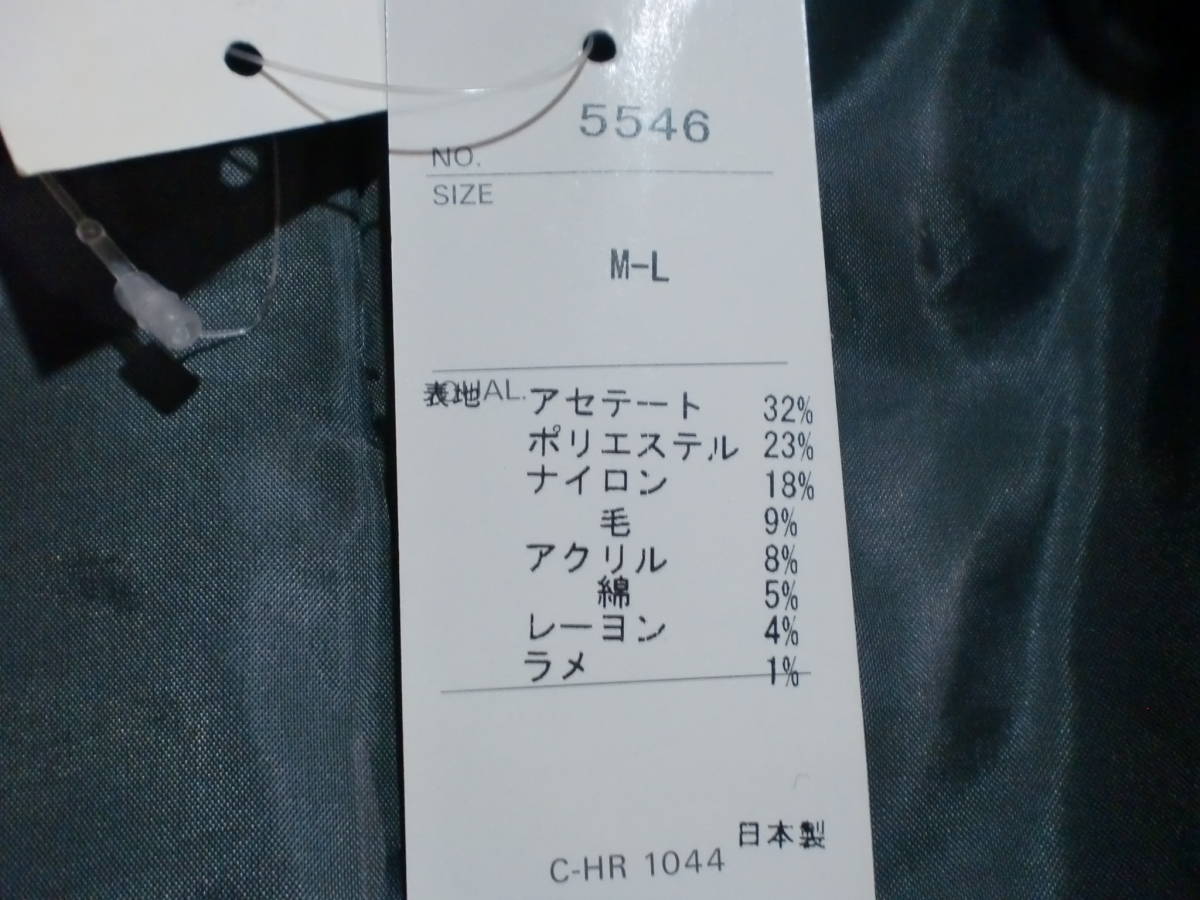 5546
NO.
SIZE
M-L
QUAL.
表地 アセテート 32%
ポリエステル 23%
ナイロン 18%
毛 9%
アクリル 8%
綿 5%
レーヨン 4%
ラメ 1%
日本製
C-HR 1044